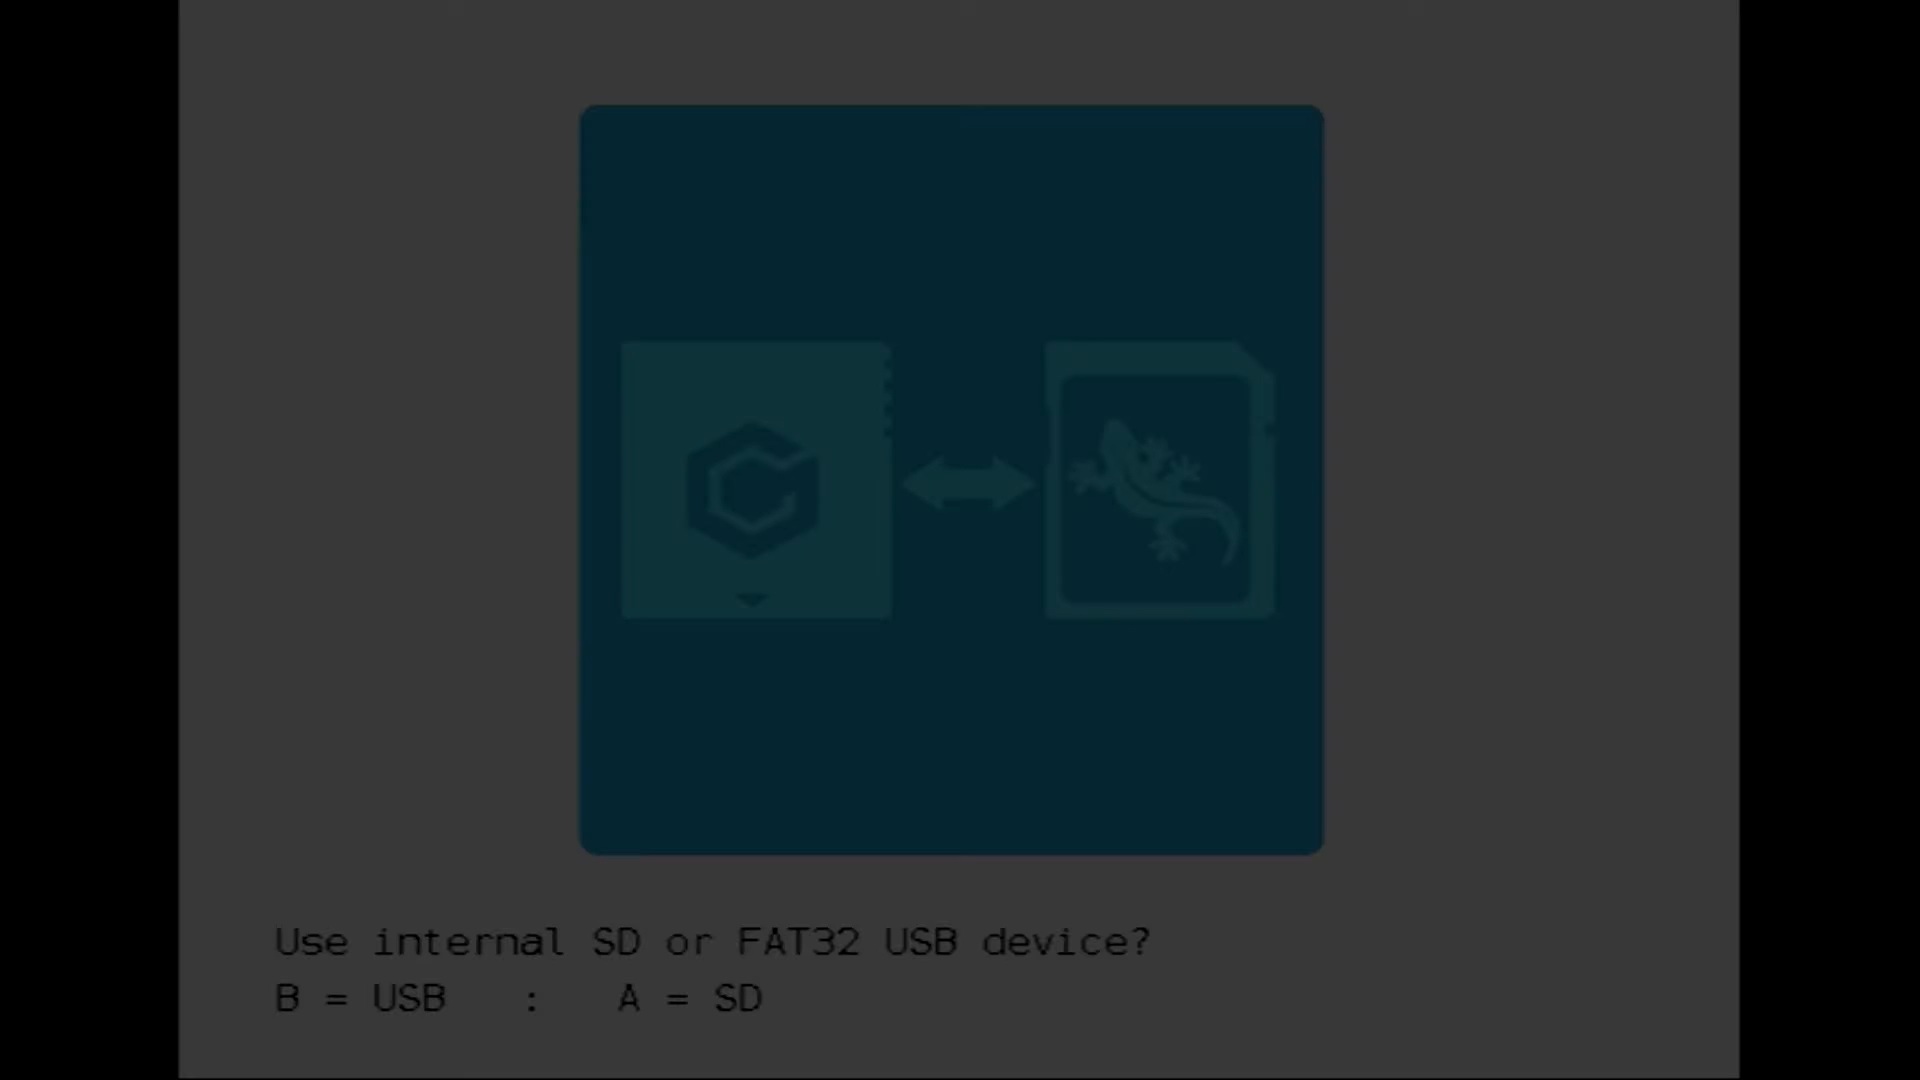 Use internal SD or FAT32 USB device?
B = USB : A = SD